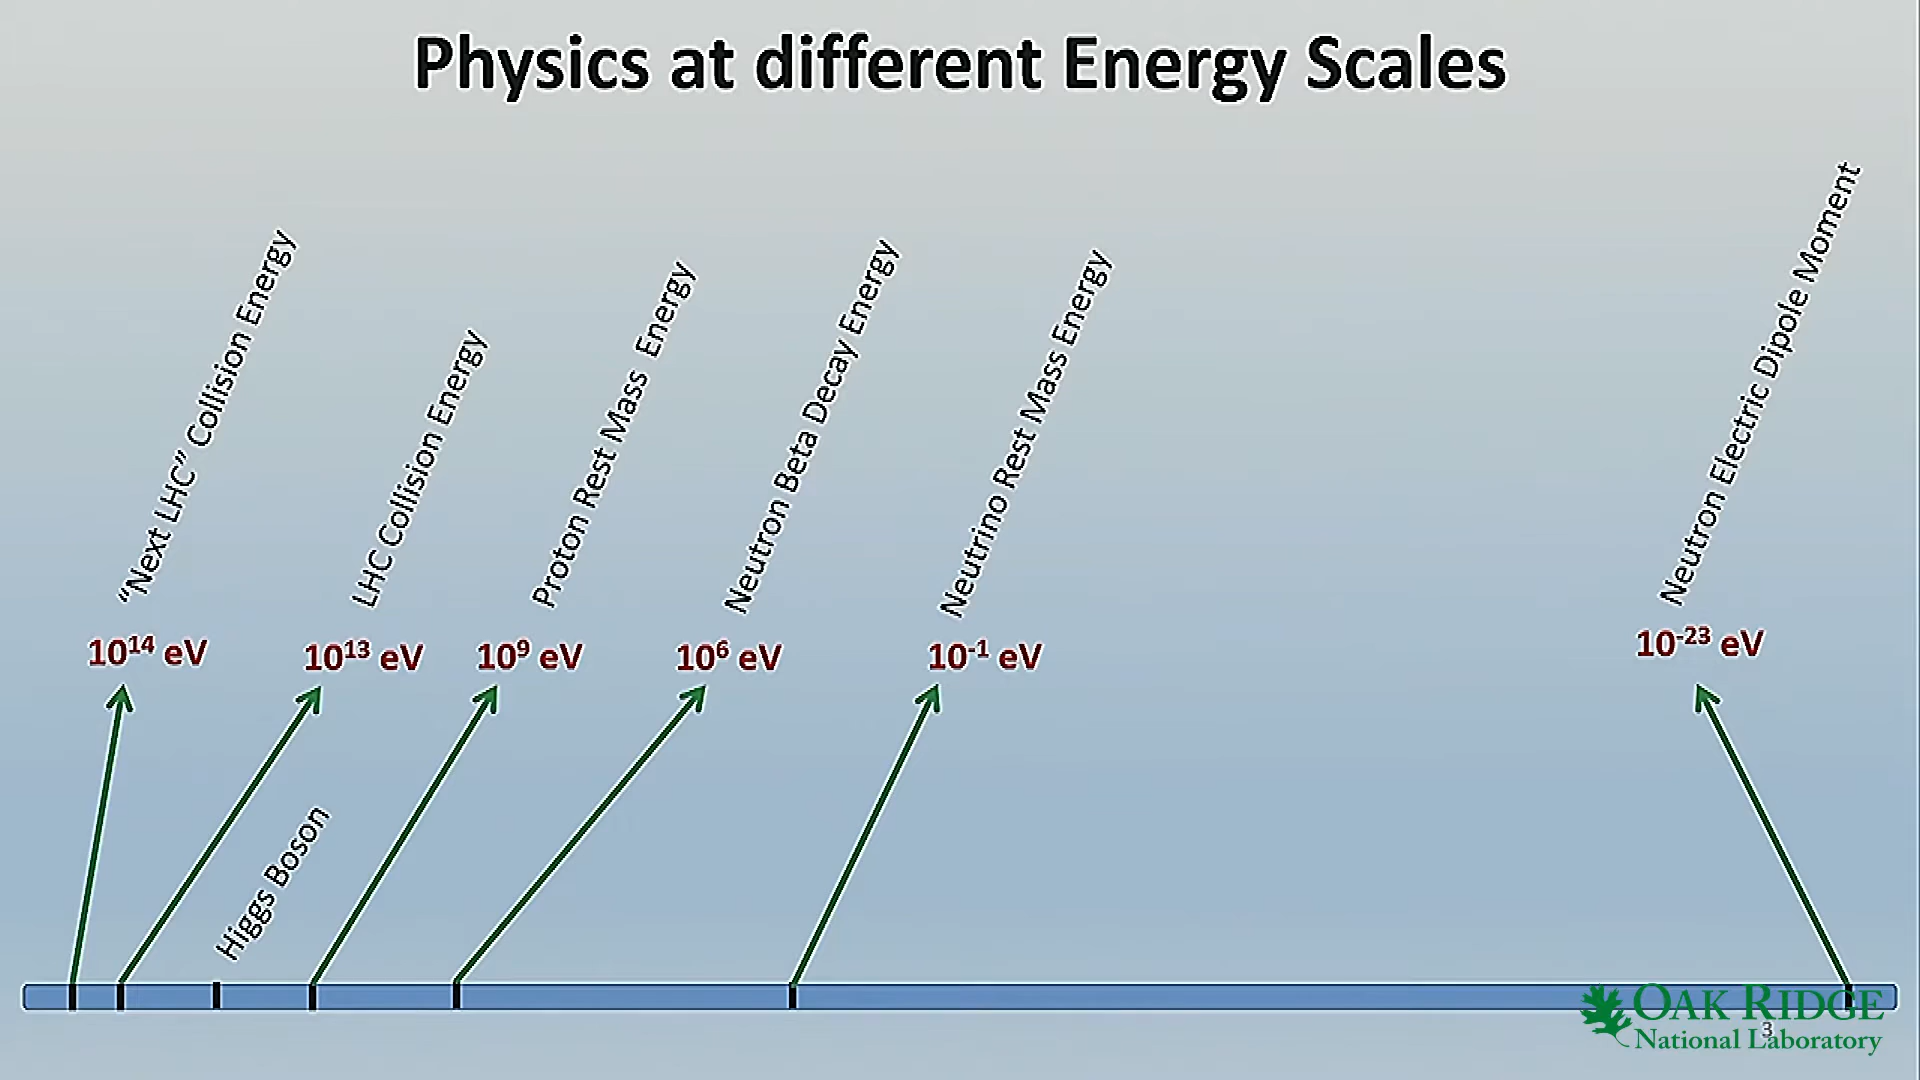 Physics at different Energy Scales
“Next LHC” Collision Energy
LHC Collision Energy
Proton Rest Mass Energy
Neutron Beta Decay Energy
Neutrino Rest Mass Energy
Neutron Electric Dipole Moment
10¹⁴ eV
10¹³ eV
10⁹ eV
10⁶ eV
10⁻¹ eV
10⁻²³ eV
Higgs Boson
OAK RIDGE
National Laboratory
3